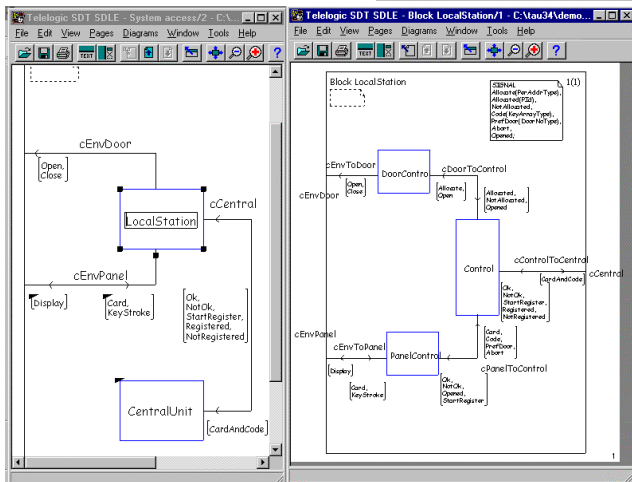 Telelogic SDT SDLE - System access/2 - C:\...
File Edit View Pages Diagrams Window Tools Help
TEXT
?
cEnvDoor
[Open,
Close]
cCentral
LocalStation
cEnvPanel
[Display]
[Card,
KeyStroke]
[Ok,
NotOk,
StartRegister,
Registered,
NotRegistered]
CentralUnit
[CardAndCode]
Telelogic SDT SDLE - Block LocalStation/1 - C:\tau34\demo...
File Edit View Pages Diagrams Window Tools Help
TEXT
?
Block LocalStation
1(1)
SIGNAL
Allocate(PerAddrType),
Allocated(PId),
NotAllocated,
Code(KeyArrayType),
PrefDoor(DoorNoType),
Abort,
Opened;
cEnvToDoor
DoorControl
cDoorToControl
[Open,
Close]
[Allocate,
Open]
cEnvDoor
[Allocated,
NotAllocated,
Opened]
Control
cControlToCentral
cCentral
[CardAndCode]
[Ok,
NotOk,
StartRegister,
Registered,
NotRegistered]
cEnvPanel
cEnvToPanel
PanelControl
[Card,
Code,
PrefDoor,
Abort]
cPanelToControl
[Display]
[Card,
KeyStroke]
[Ok,
NotOk,
Opened,
StartRegister]
1